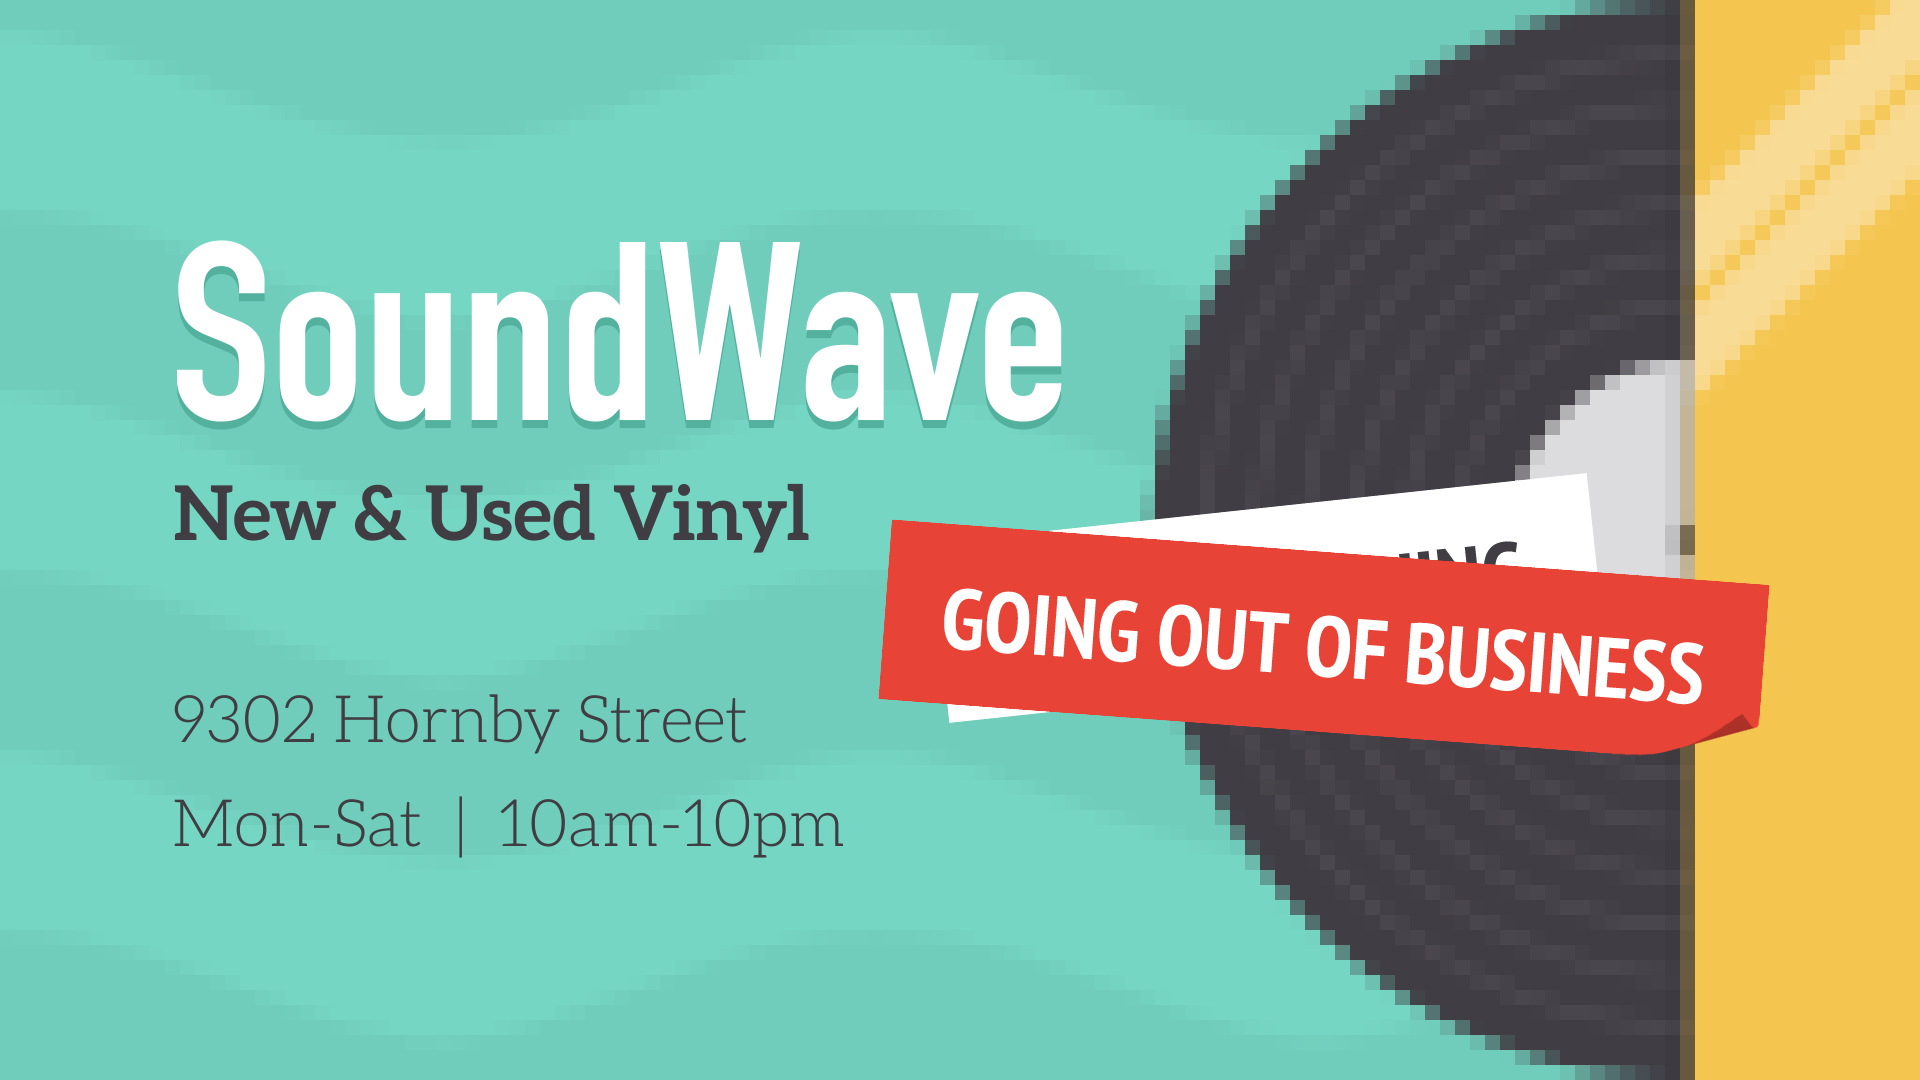 SoundWave
New & Used Vinyl
GOING OUT OF BUSINESS
9302 Hornby Street
Mon-Sat | 10am-10pm